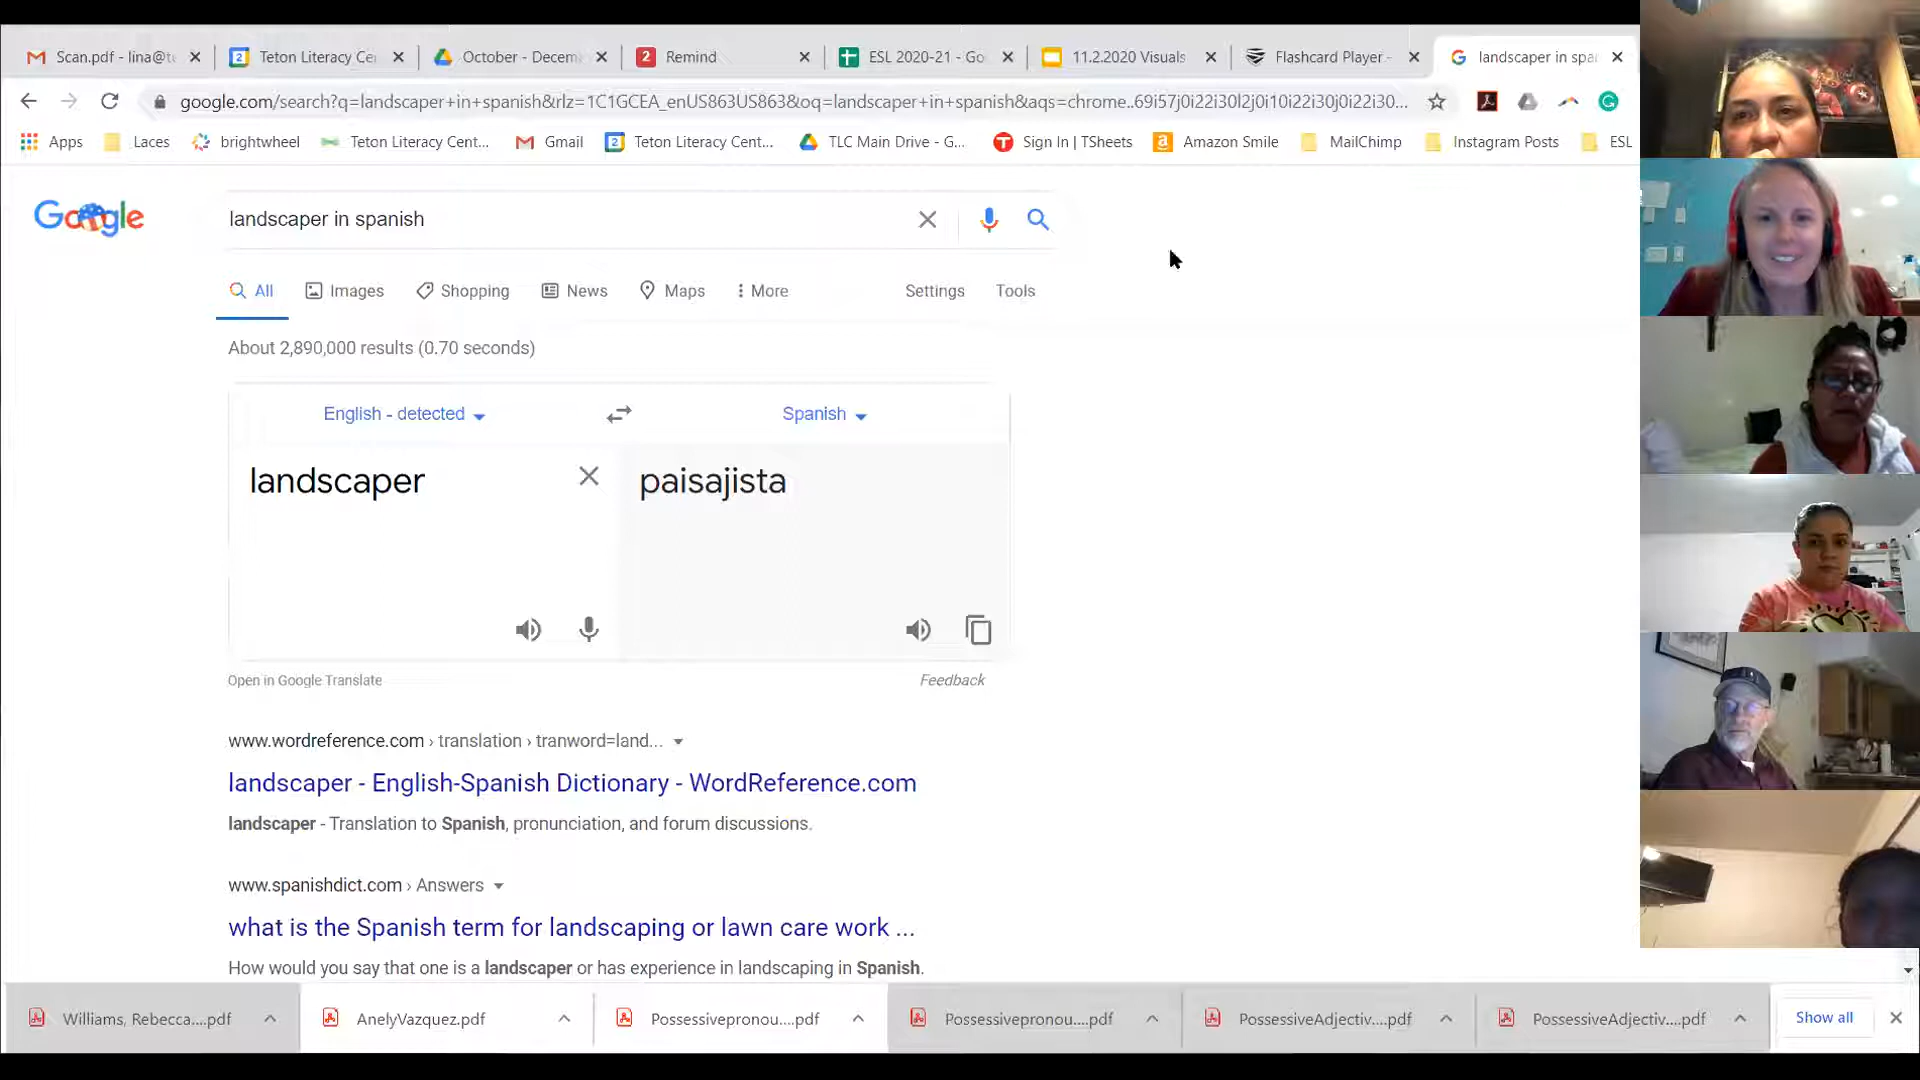 Scan.pdf - lina@te
Teton Literacy Ce
October - Decem
Remind
ESL 2020-21 - Go
11.2.2020 Visuals
Flashcard Player -
landscaper in spa
google.com/search?q=landscaper+in+spanish&rlz=1C1GCEA_enUS863US863&oq=landscaper+in+spanish&aqs=chrome..69i57j0i22i30l2j0i10i22i30j0i22i30...
Apps
Laces
brightwheel
Teton Literacy Cent...
Gmail
Teton Literacy Cent...
TLC Main Drive - G...
Sign In | TSheets
Amazon Smile
MailChimp
Instagram Posts
ESL
Google
landscaper in spanish
All
Images
Shopping
News
Maps
More
Settings
Tools
About 2,890,000 results (0.70 seconds)
English - detected
Spanish
landscaper
paisajista
Open in Google Translate
Feedback
www.wordreference.com › translation › tranword=land...
landscaper - English-Spanish Dictionary - WordReference.com
landscaper - Translation to Spanish, pronunciation, and forum discussions.
www.spanishdict.com › Answers
what is the Spanish term for landscaping or lawn care work ...
How would you say that one is a landscaper or has experience in landscaping in Spanish.
Williams, Rebecca....pdf
AnelyVazquez.pdf
Possessivepronou....pdf
Possessivepronou....pdf
PossessiveAdjectiv....pdf
PossessiveAdjectiv....pdf
Show all